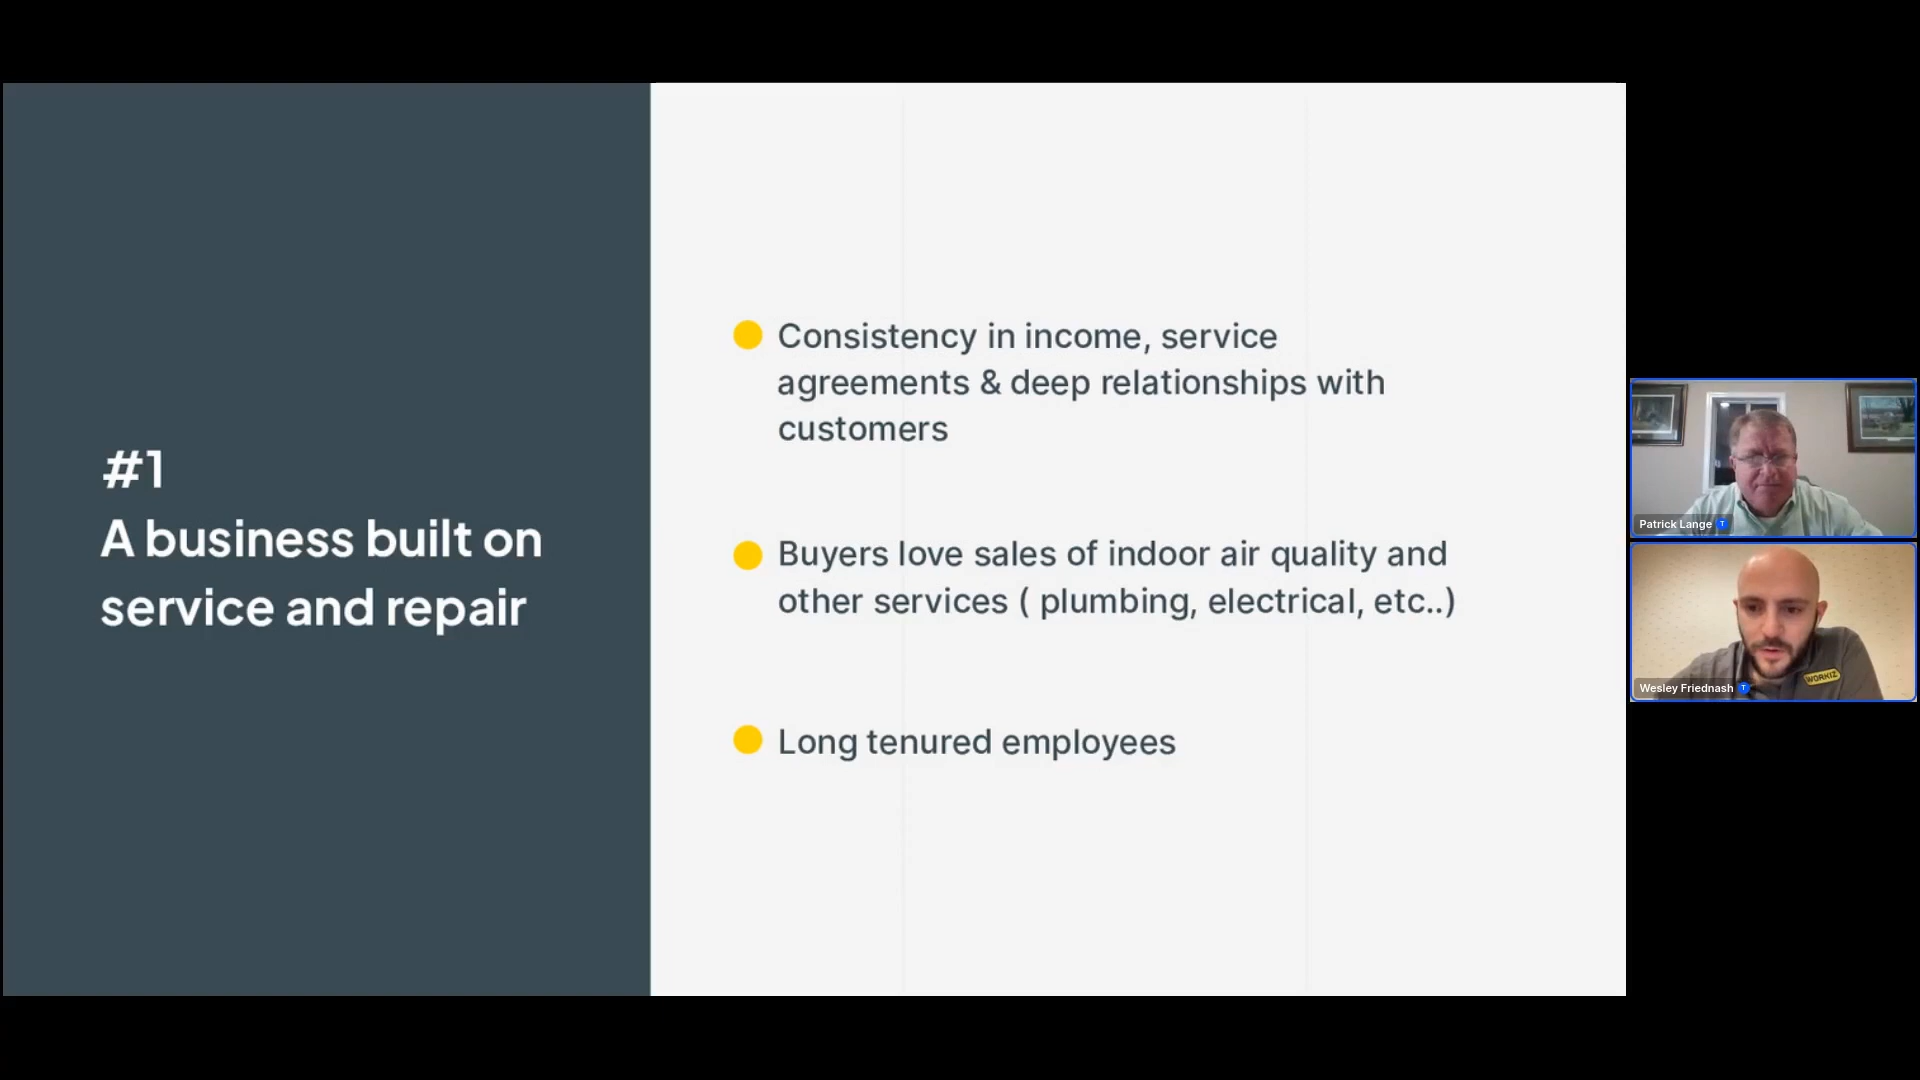 #1
A business built on
service and repair
Consistency in income, service
agreements & deep relationships with
customers
Buyers love sales of indoor air quality and
other services ( plumbing, electrical, etc..)
Long tenured employees
Patrick Lange T
WORKIZ
Wesley Friednash T